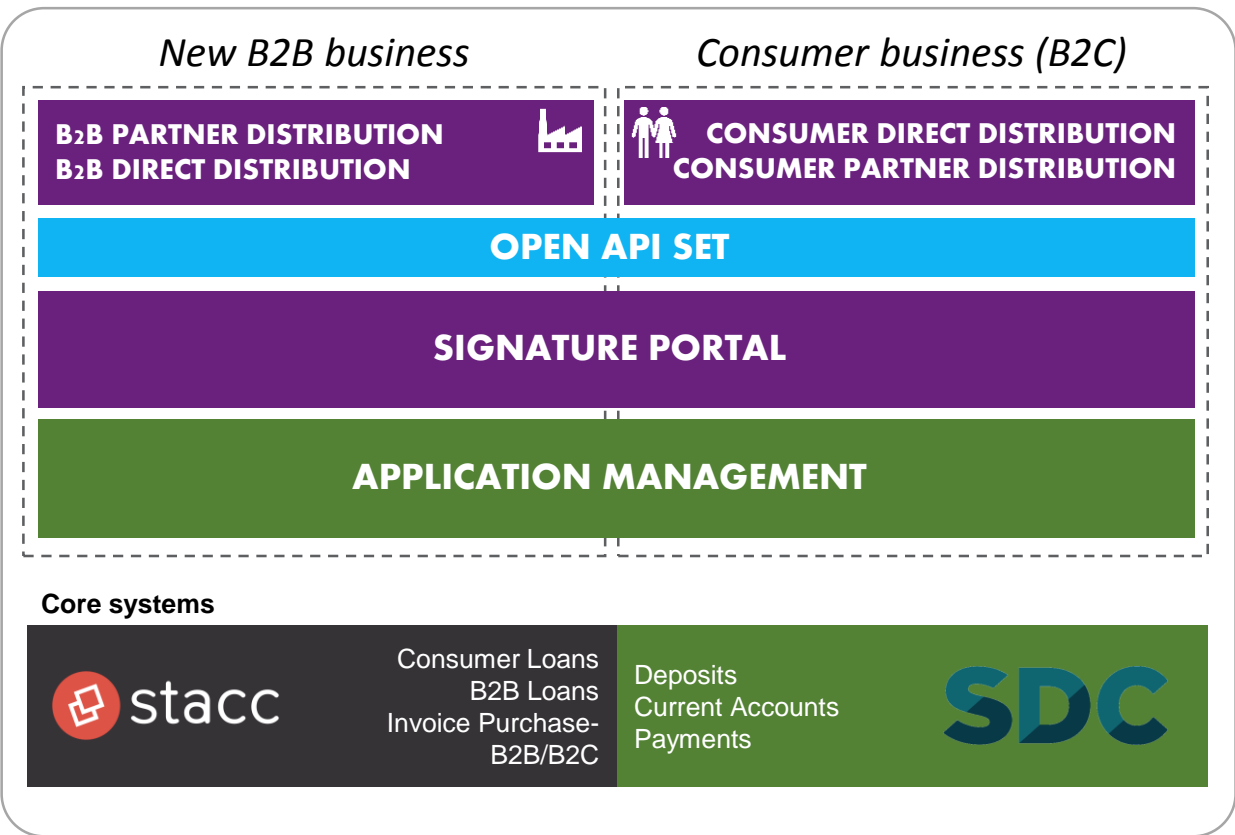 New B2B business
Consumer business (B2C)
B2B PARTNER DISTRIBUTION
B2B DIRECT DISTRIBUTION
CONSUMER DIRECT DISTRIBUTION
CONSUMER PARTNER DISTRIBUTION
OPEN API SET
SIGNATURE PORTAL
APPLICATION MANAGEMENT
Core systems
stacc
Consumer Loans
B2B Loans
Invoice Purchase-
B2B/B2C
Deposits
Current Accounts
Payments
SDC